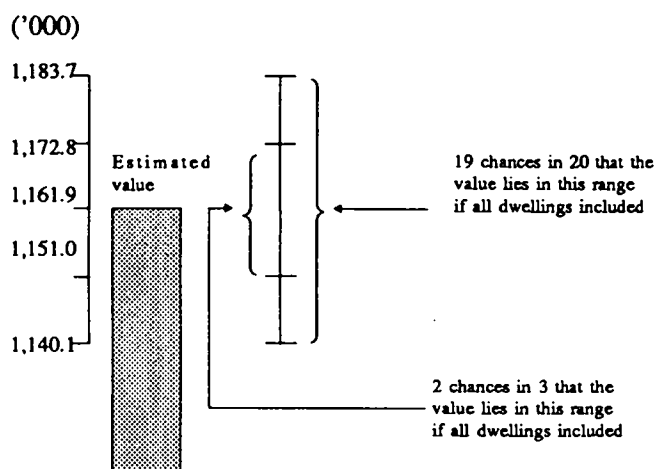 ('000)
1,183.7
1,172.8
Estimated
value
1,161.9
1,151.0
1,140.1
19 chances in 20 that the
value lies in this range
if all dwellings included
2 chances in 3 that the
value lies in this range
if all dwellings included